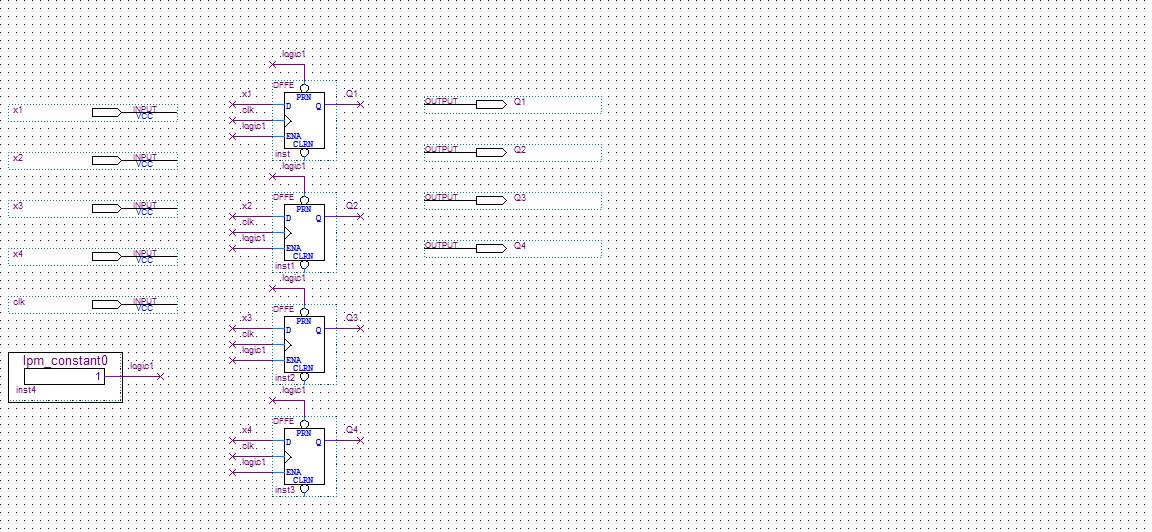 x1 INPUT
VCC
x2 INPUT
VCC
x3 INPUT
VCC
x4 INPUT
VCC
clk INPUT
VCC
lpm_constant0
1
inst4
logic1
logic1
DFFE
PRN
x1 D Q Q1
clk
logic1 ENA
CLRN
inst
logic1
DFFE
PRN
x2 D Q Q2
clk
logic1 ENA
CLRN
inst1
logic1
DFFE
PRN
x3 D Q Q3
clk
logic1 ENA
CLRN
inst2
logic1
DFFE
PRN
x4 D Q Q4
clk
logic1 ENA
CLRN
inst3
OUTPUT Q1
OUTPUT Q2
OUTPUT Q3
OUTPUT Q4